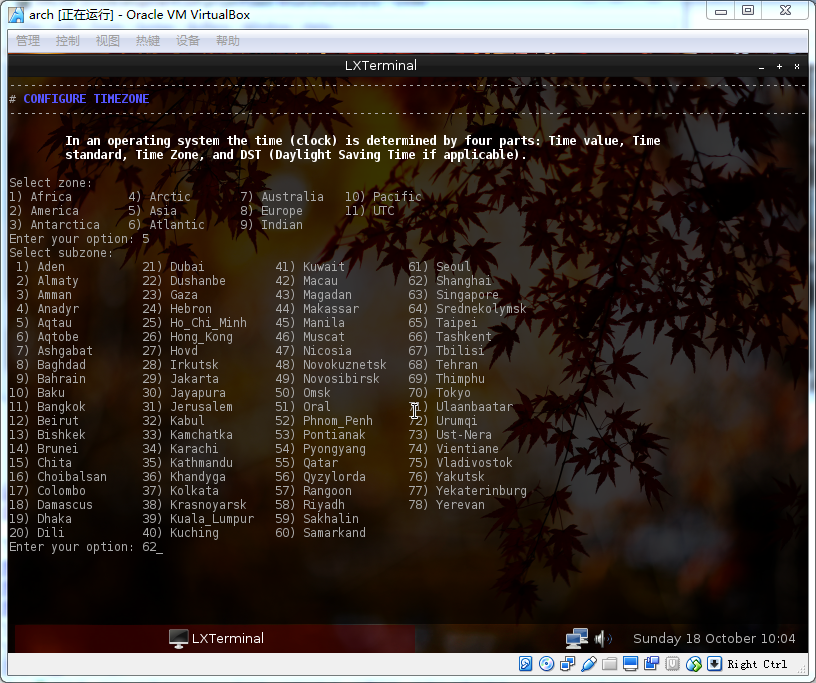 arch [正在运行] - Oracle VM VirtualBox
管理 控制 视图 热键 设备 帮助
LXTerminal
# CONFIGURE TIMEZONE
In an operating system the time (clock) is determined by four parts: Time value, Time
standard, Time Zone, and DST (Daylight Saving Time if applicable).
Select zone:
1) Africa 4) Arctic 7) Australia 10) Pacific
2) America 5) Asia 8) Europe 11) UTC
3) Antarctica 6) Atlantic 9) Indian
Enter your option: 5
Select subzone:
1) Aden 21) Dubai 41) Kuwait 61) Seoul
2) Almaty 22) Dushanbe 42) Macau 62) Shanghai
3) Amman 23) Gaza 43) Magadan 63) Singapore
4) Anadyr 24) Hebron 44) Makassar 64) Srednekolymsk
5) Aqtau 25) Ho_Chi_Minh 45) Manila 65) Taipei
6) Aqtobe 26) Hong_Kong 46) Muscat 66) Tashkent
7) Ashgabat 27) Hovd 47) Nicosia 67) Tbilisi
8) Baghdad 28) Irkutsk 48) Novokuznetsk 68) Tehran
9) Bahrain 29) Jakarta 49) Novosibirsk 69) Thimphu
10) Baku 30) Jayapura 50) Omsk 70) Tokyo
11) Bangkok 31) Jerusalem 51) Oral 71) Ulaanbaatar
12) Beirut 32) Kabul 52) Phnom_Penh 72) Urumqi
13) Bishkek 33) Kamchatka 53) Pontianak 73) Ust-Nera
14) Brunei 34) Karachi 54) Pyongyang 74) Vientiane
15) Chita 35) Kathmandu 55) Qatar 75) Vladivostok
16) Choibalsan 36) Khandyga 56) Qyzylorda 76) Yakutsk
17) Colombo 37) Kolkata 57) Rangoon 77) Yekaterinburg
18) Damascus 38) Krasnoyarsk 58) Riyadh 78) Yerevan
19) Dhaka 39) Kuala_Lumpur 59) Sakhalin
20) Dili 40) Kuching 60) Samarkand
Enter your option: 62_
LXTerminal Sunday 18 October 10:04
Right Ctrl